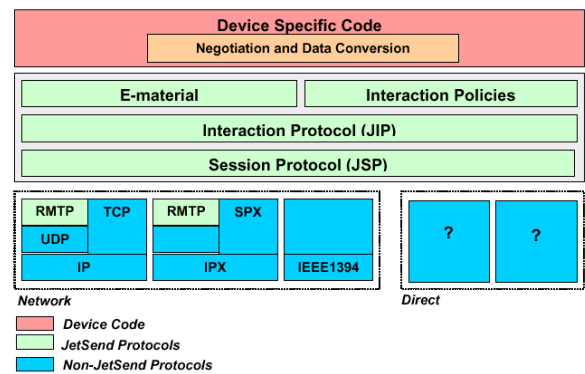 Device Specific Code
Negotiation and Data Conversion
E-material
Interaction Policies
Interaction Protocol (JIP)
Session Protocol (JSP)
RMTP
TCP
RMTP
SPX
UDP
IP
IPX
IEEE1394
?
?
Network
Direct
Device Code
JetSend Protocols
Non-JetSend Protocols